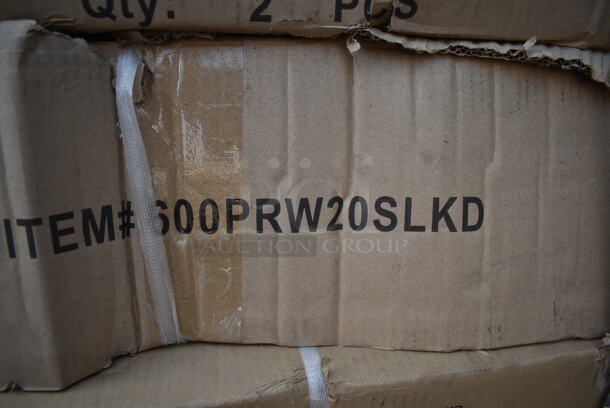 Qty: 2 PCS
ITEM# 600PRW20SLKD
AUCTION GROUP